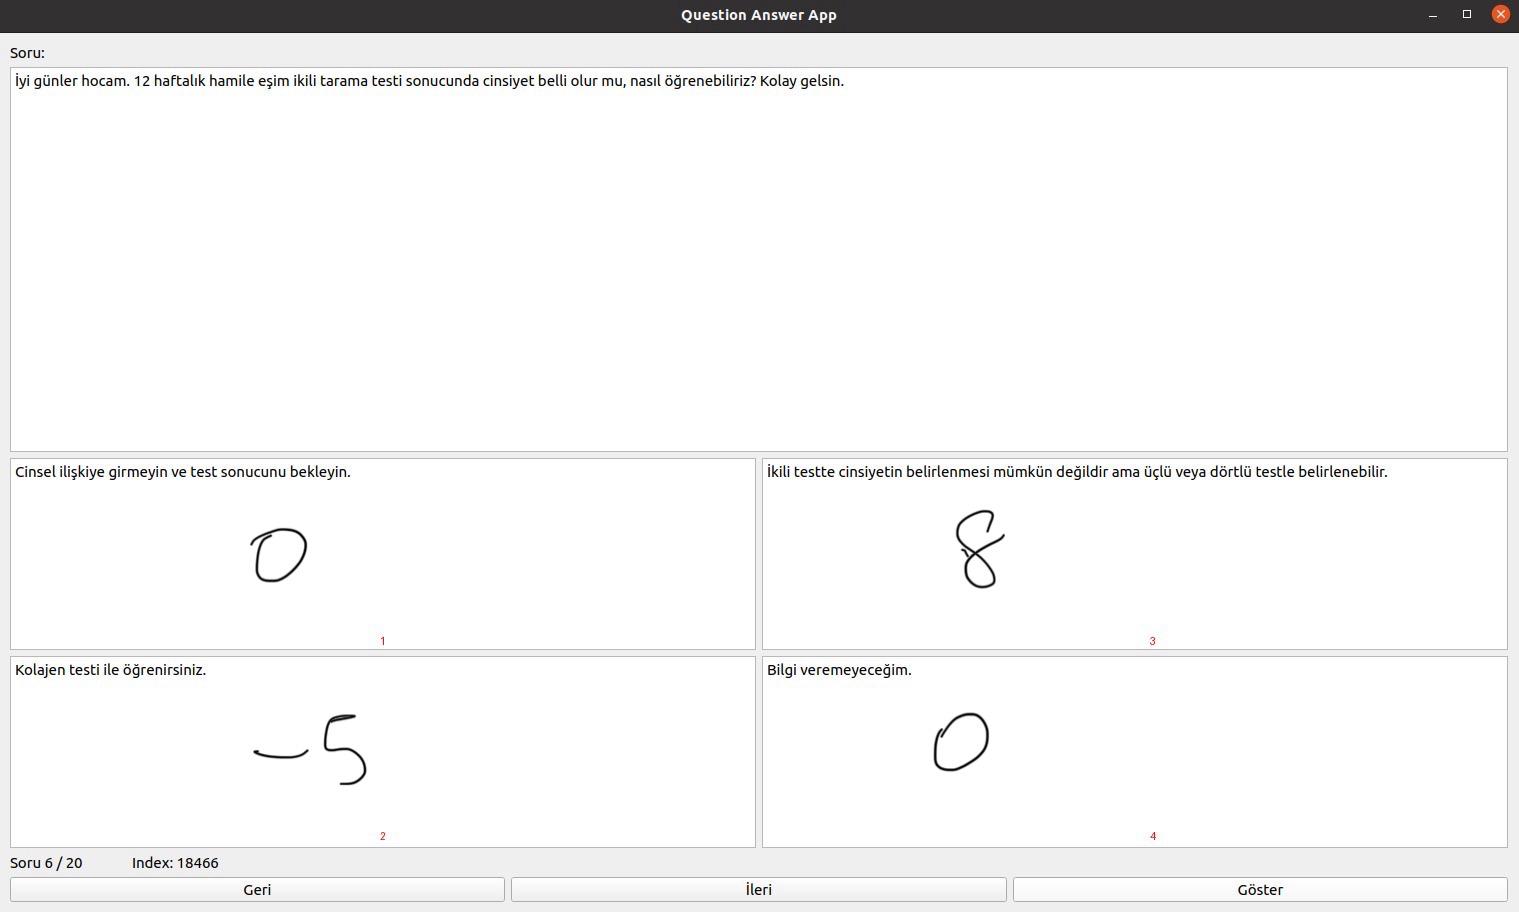 Question Answer App
Soru:
İyi günler hocam. 12 haftalık hamile eşim ikili tarama testi sonucunda cinsiyet belli olur mu, nasıl öğrenebiliriz? Kolay gelsin.
Cinsel ilişkiye girmeyin ve test sonucunu bekleyin.
0
1
İkili testte cinsiyetin belirlenmesi mümkün değildir ama üçlü veya dörtlü testle belirlenebilir.
8
3
Kolajen testi ile öğrenirsiniz.
-5
2
Bilgi veremeyeceğim.
0
4
Soru 6 / 20 Index: 18466
Geri İleri Göster